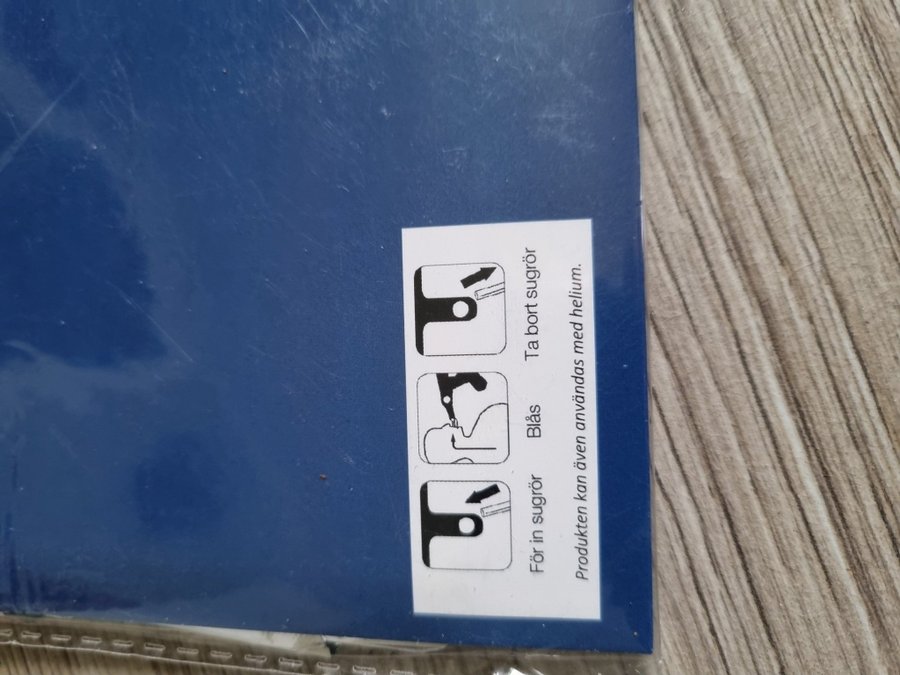 För in sugrör
Blås
Ta bort sugrör
Produkten kan även användas med helium.